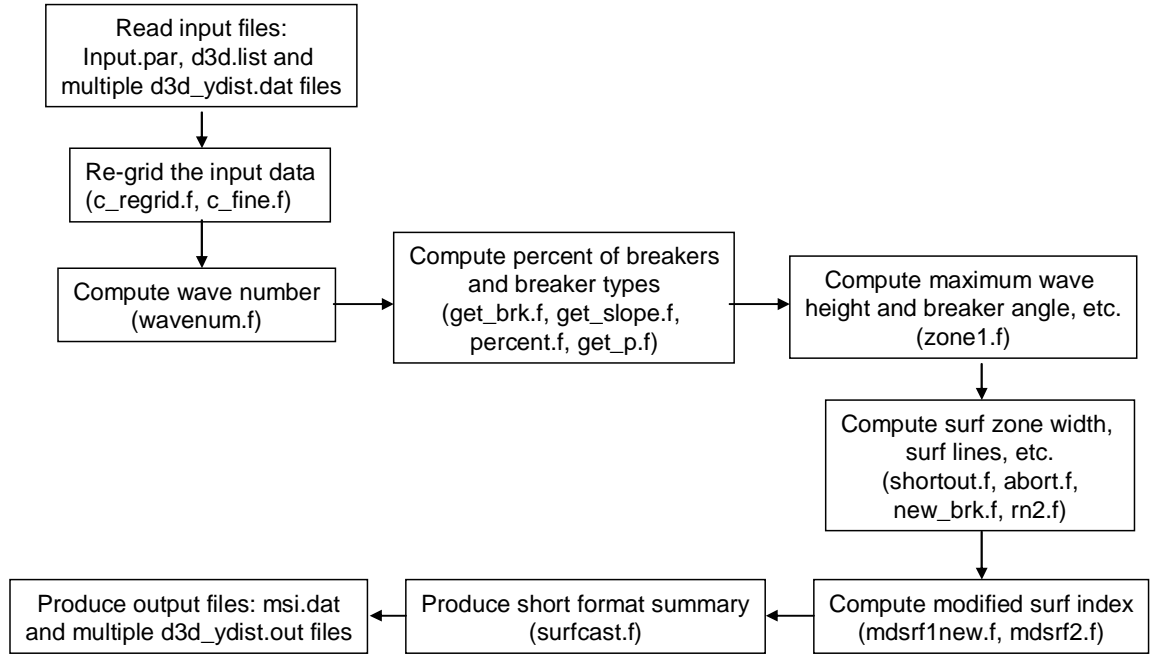 Read input files:
Input.par, d3d.list and
multiple d3d_ydist.dat files
Re-grid the input data
(c_regrid.f, c_fine.f)
Compute wave number
(wavenum.f)
Compute percent of breakers
and breaker types
(get_brk.f, get_slope.f,
percent.f, get_p.f)
Compute maximum wave
height and breaker angle, etc.
(zone1.f)
Compute surf zone width,
surf lines, etc.
(shortout.f, abort.f,
new_brk.f, rn2.f)
Compute modified surf index
(mdsrf1new.f, mdsrf2.f)
Produce short format summary
(surfcast.f)
Produce output files: msi.dat
and multiple d3d_ydist.out files